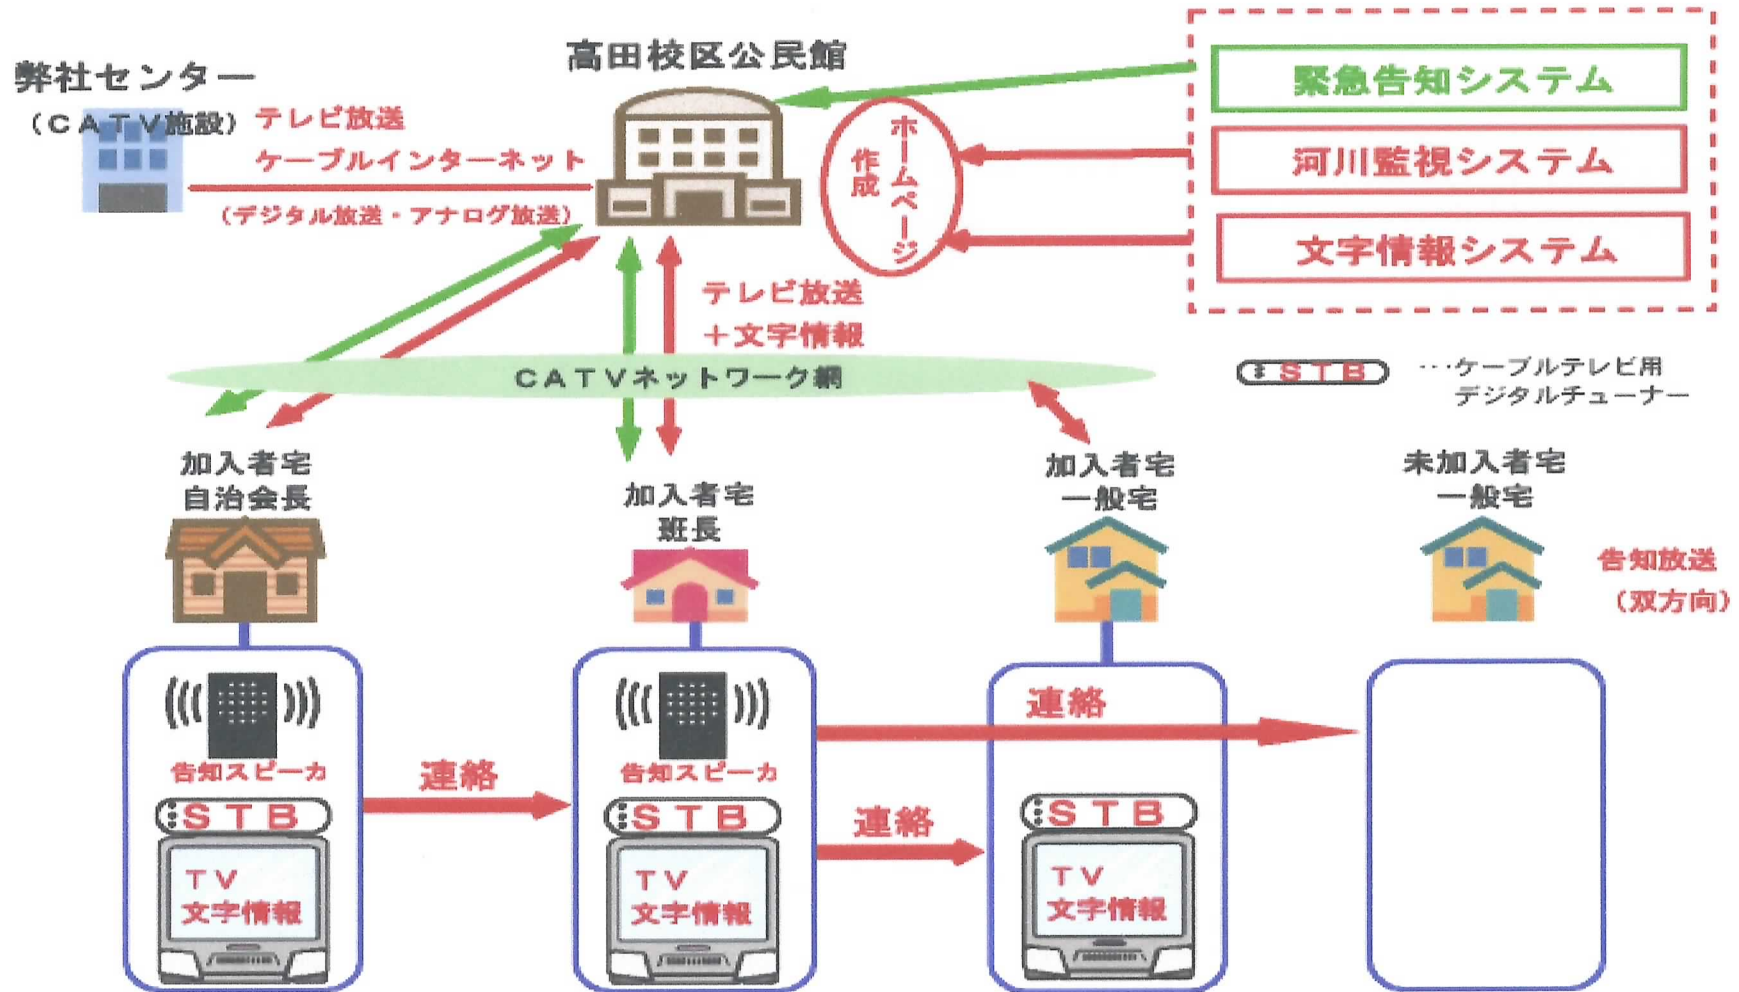 高田校区公民館
弊社センター
(CATV施設)
テレビ放送
ケーブルインターネット
(デジタル放送・アナログ放送)
ホームページ
作成
緊急告知システム
河川監視システム
文字情報システム
テレビ放送
+文字情報
CATVネットワーク網
STB
…ケーブルテレビ用
デジタルチューナー
加入者宅
自治会長
加入者宅
班長
加入者宅
一般宅
未加入者宅
一般宅
告知放送
(双方向)
告知スピーカ
STB
TV
文字情報
連絡
告知スピーカ
STB
TV
文字情報
連絡
連絡
STB
TV
文字情報